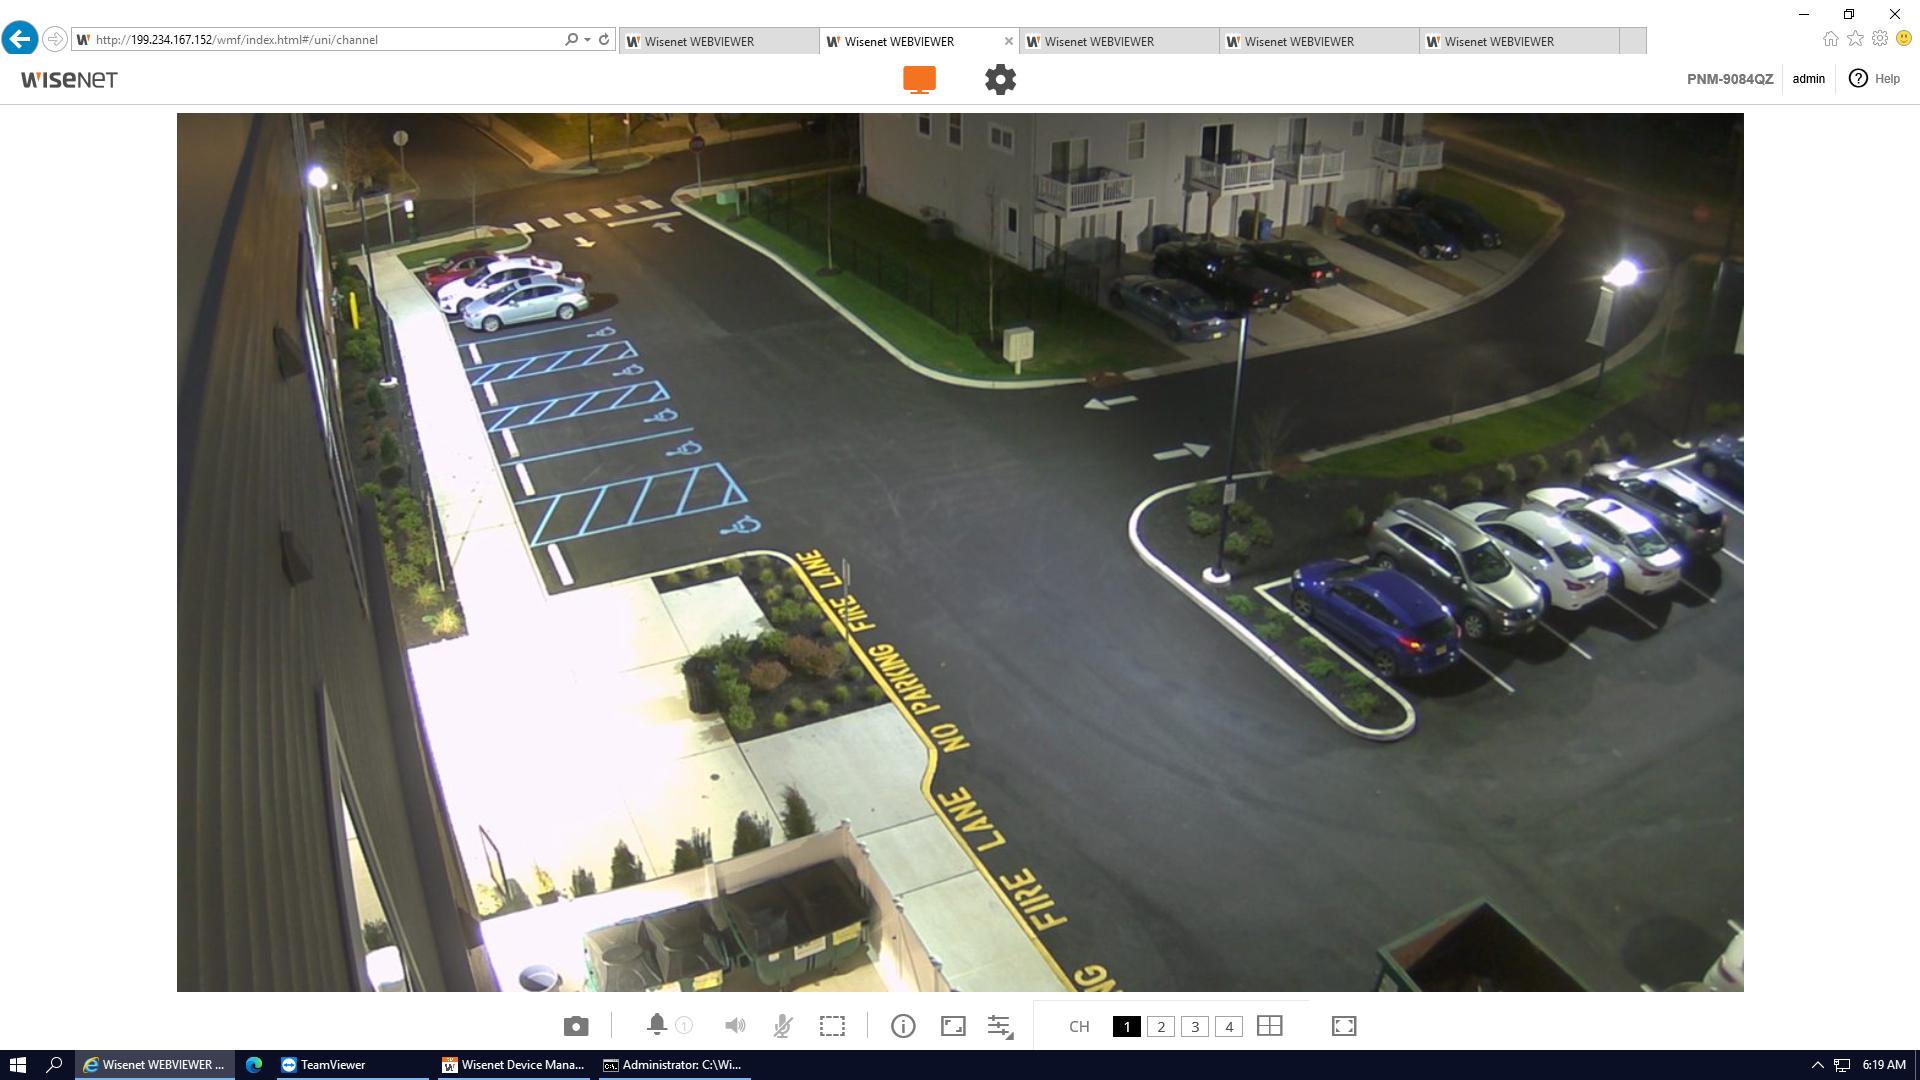 http://199.234.167.152/wmf/index.html#/uni/channel
Wisenet WEBVIEWER
Wisenet WEBVIEWER
Wisenet WEBVIEWER
Wisenet WEBVIEWER
Wisenet WEBVIEWER
WISENET
PNM-9084QZ
admin
? Help
FIRE LANE
NO PARKING
FIRE LANE
NG
1
CH
1
2
3
4
Wisenet WEBVIEWER ...
TeamViewer
Wisenet Device Mana...
Administrator: C:\Wi...
6:19 AM